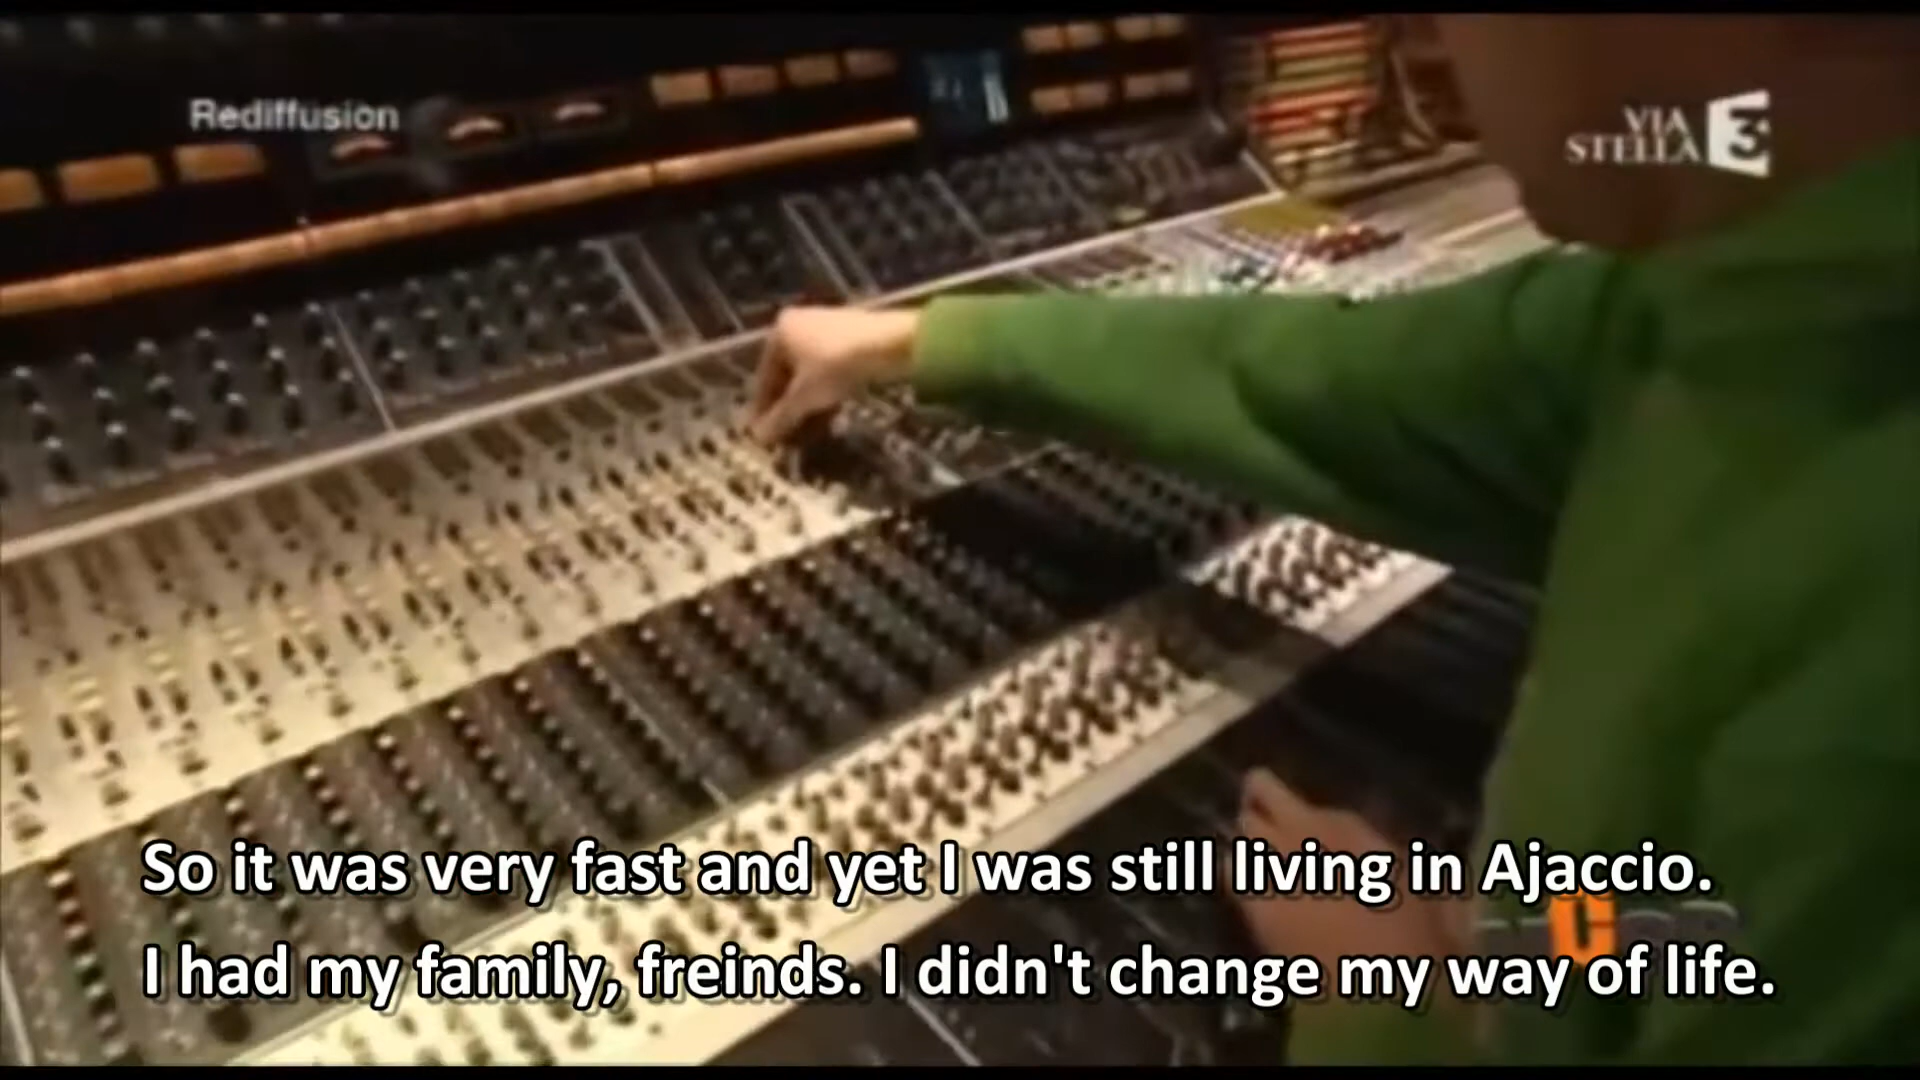 Rediffusion
VIA
STELLA 3
So it was very fast and yet I was still living in Ajaccio.
I had my family, freinds. I didn't change my way of life.